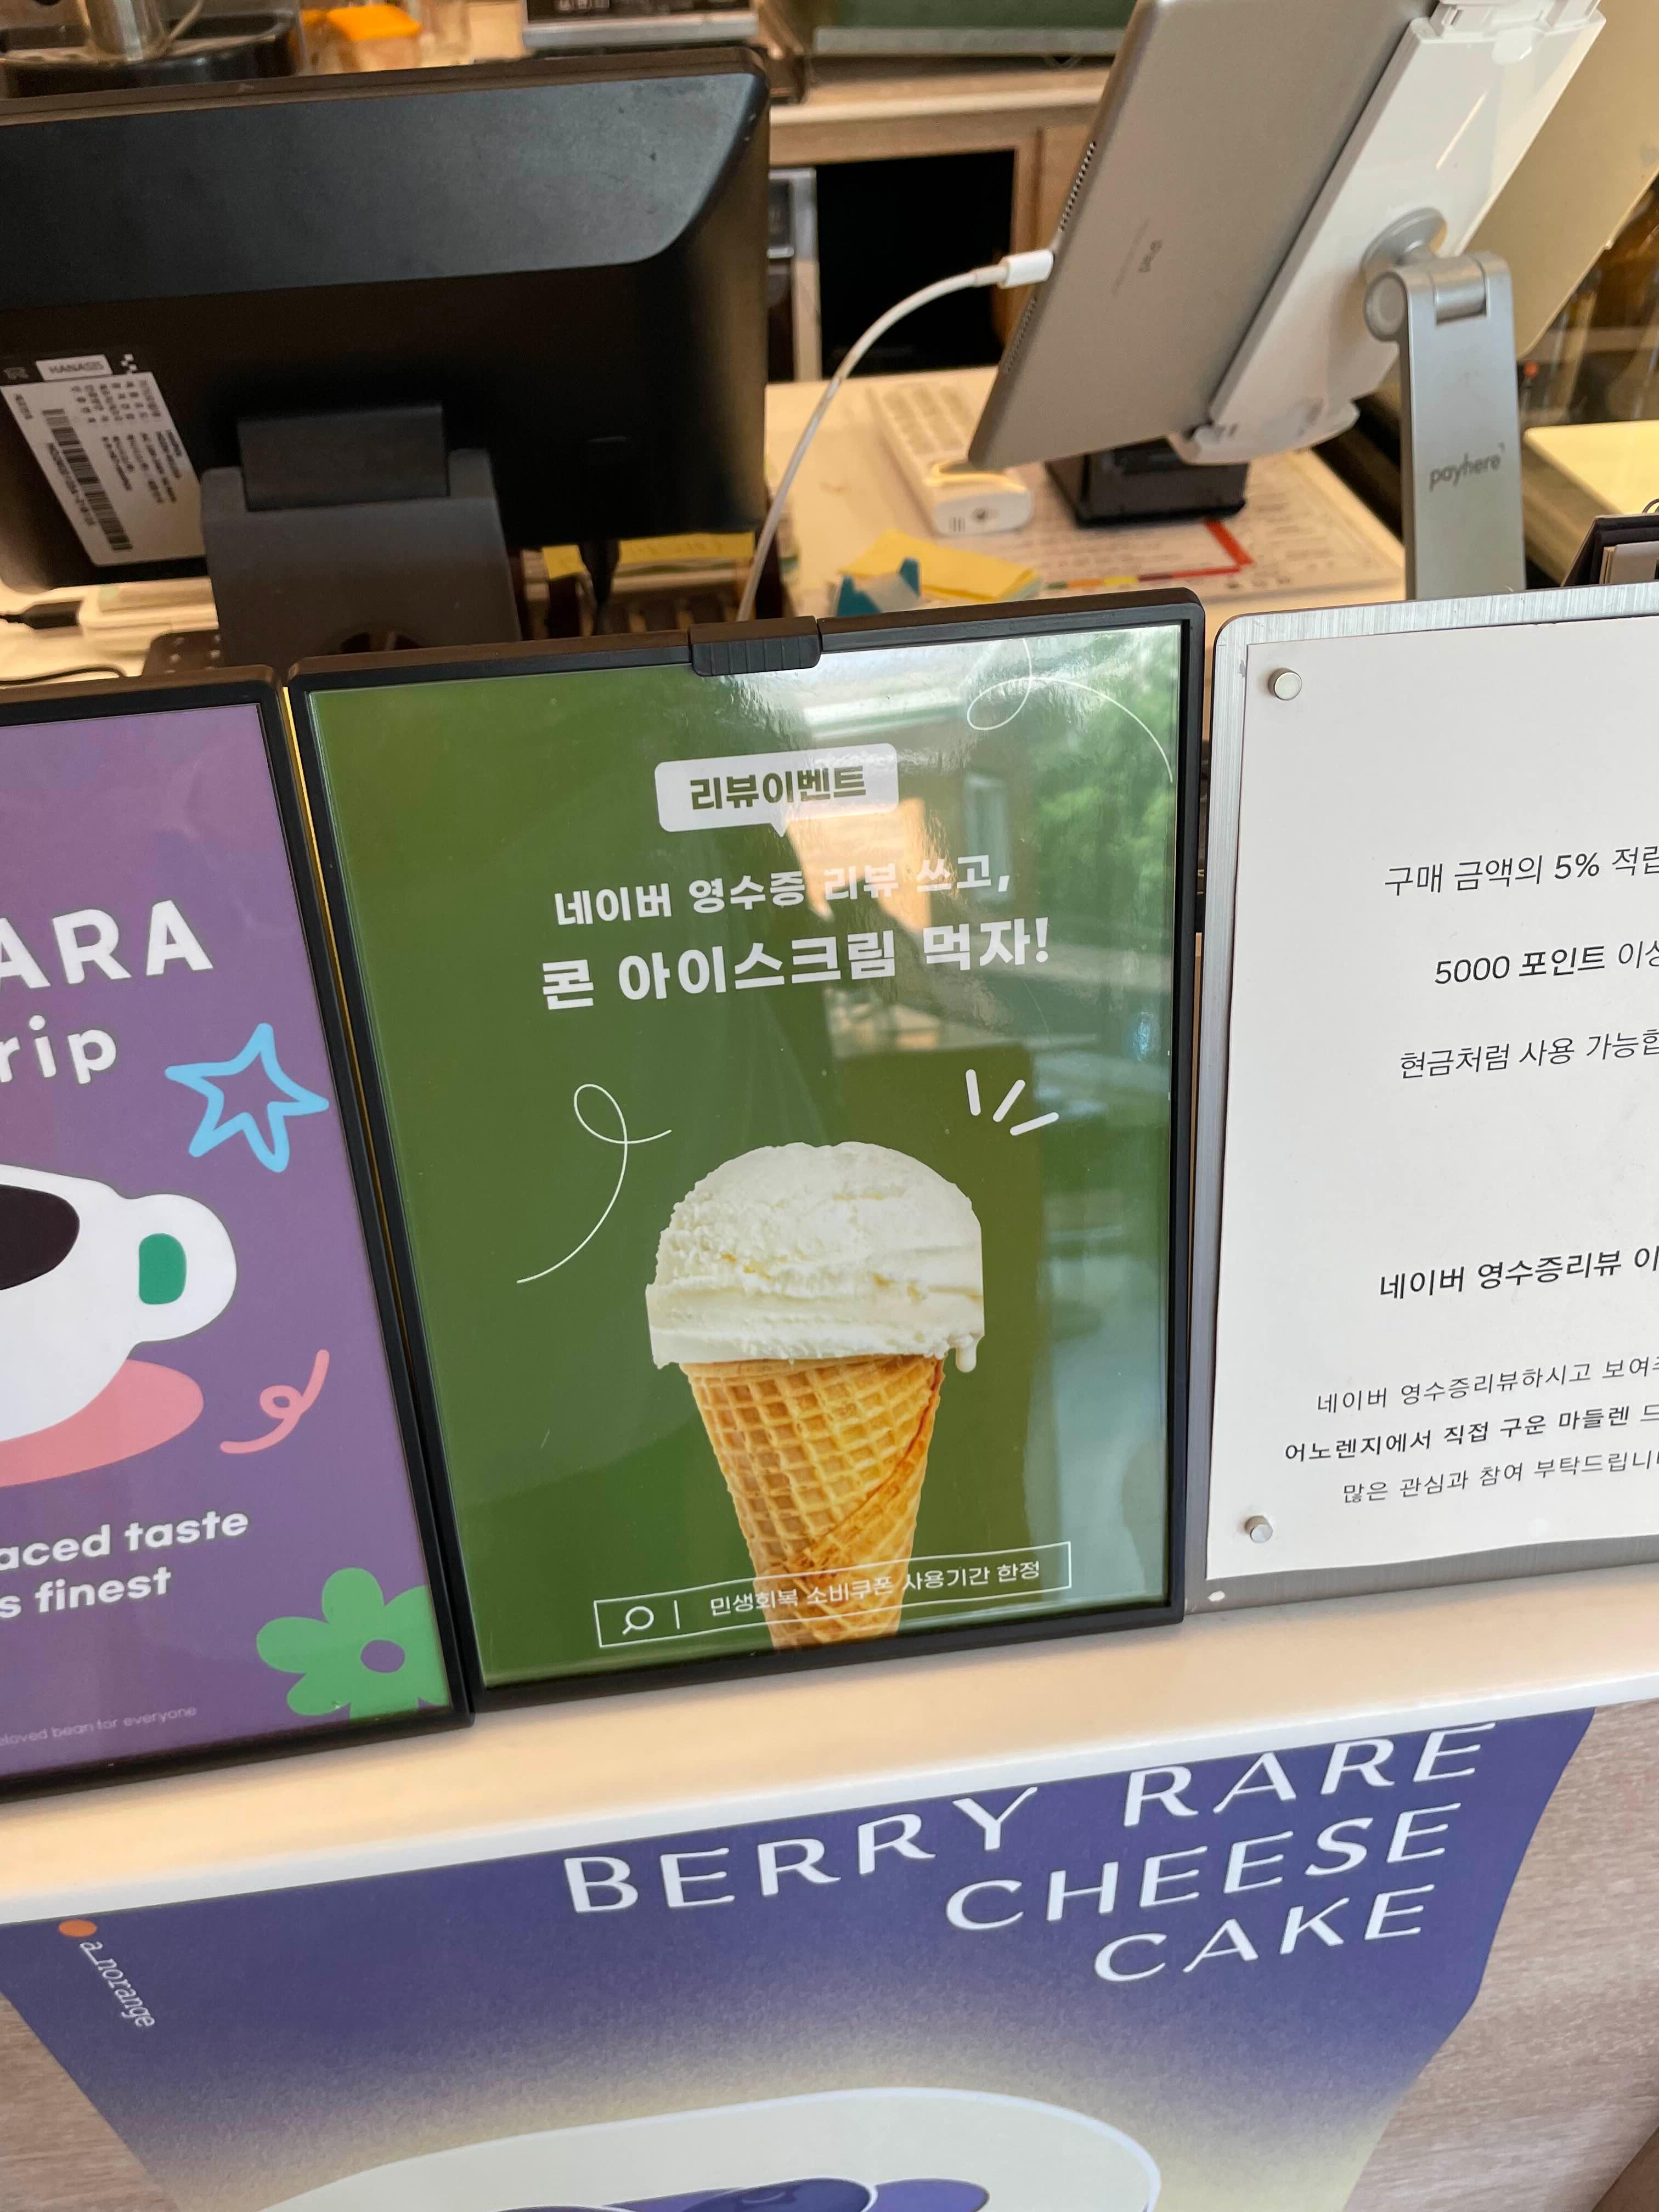 HANASIS
iPad
payhere
ARA
rip
aced taste
s finest
eloved bean for everyone
리뷰이벤트
네이버 영수증 리뷰 쓰고,
콘 아이스크림 먹자!
민생회복 소비쿠폰 사용기간 한정
구매 금액의 5% 적립
5000 포인트 이상
현금처럼 사용 가능합
네이버 영수증리뷰 이
네이버 영수증리뷰하시고 보여주
어노렌지에서 직접 구운 마들렌 드
많은 관심과 참여 부탁드립니
BERRY RARE
CHEESE
CAKE
a_norange